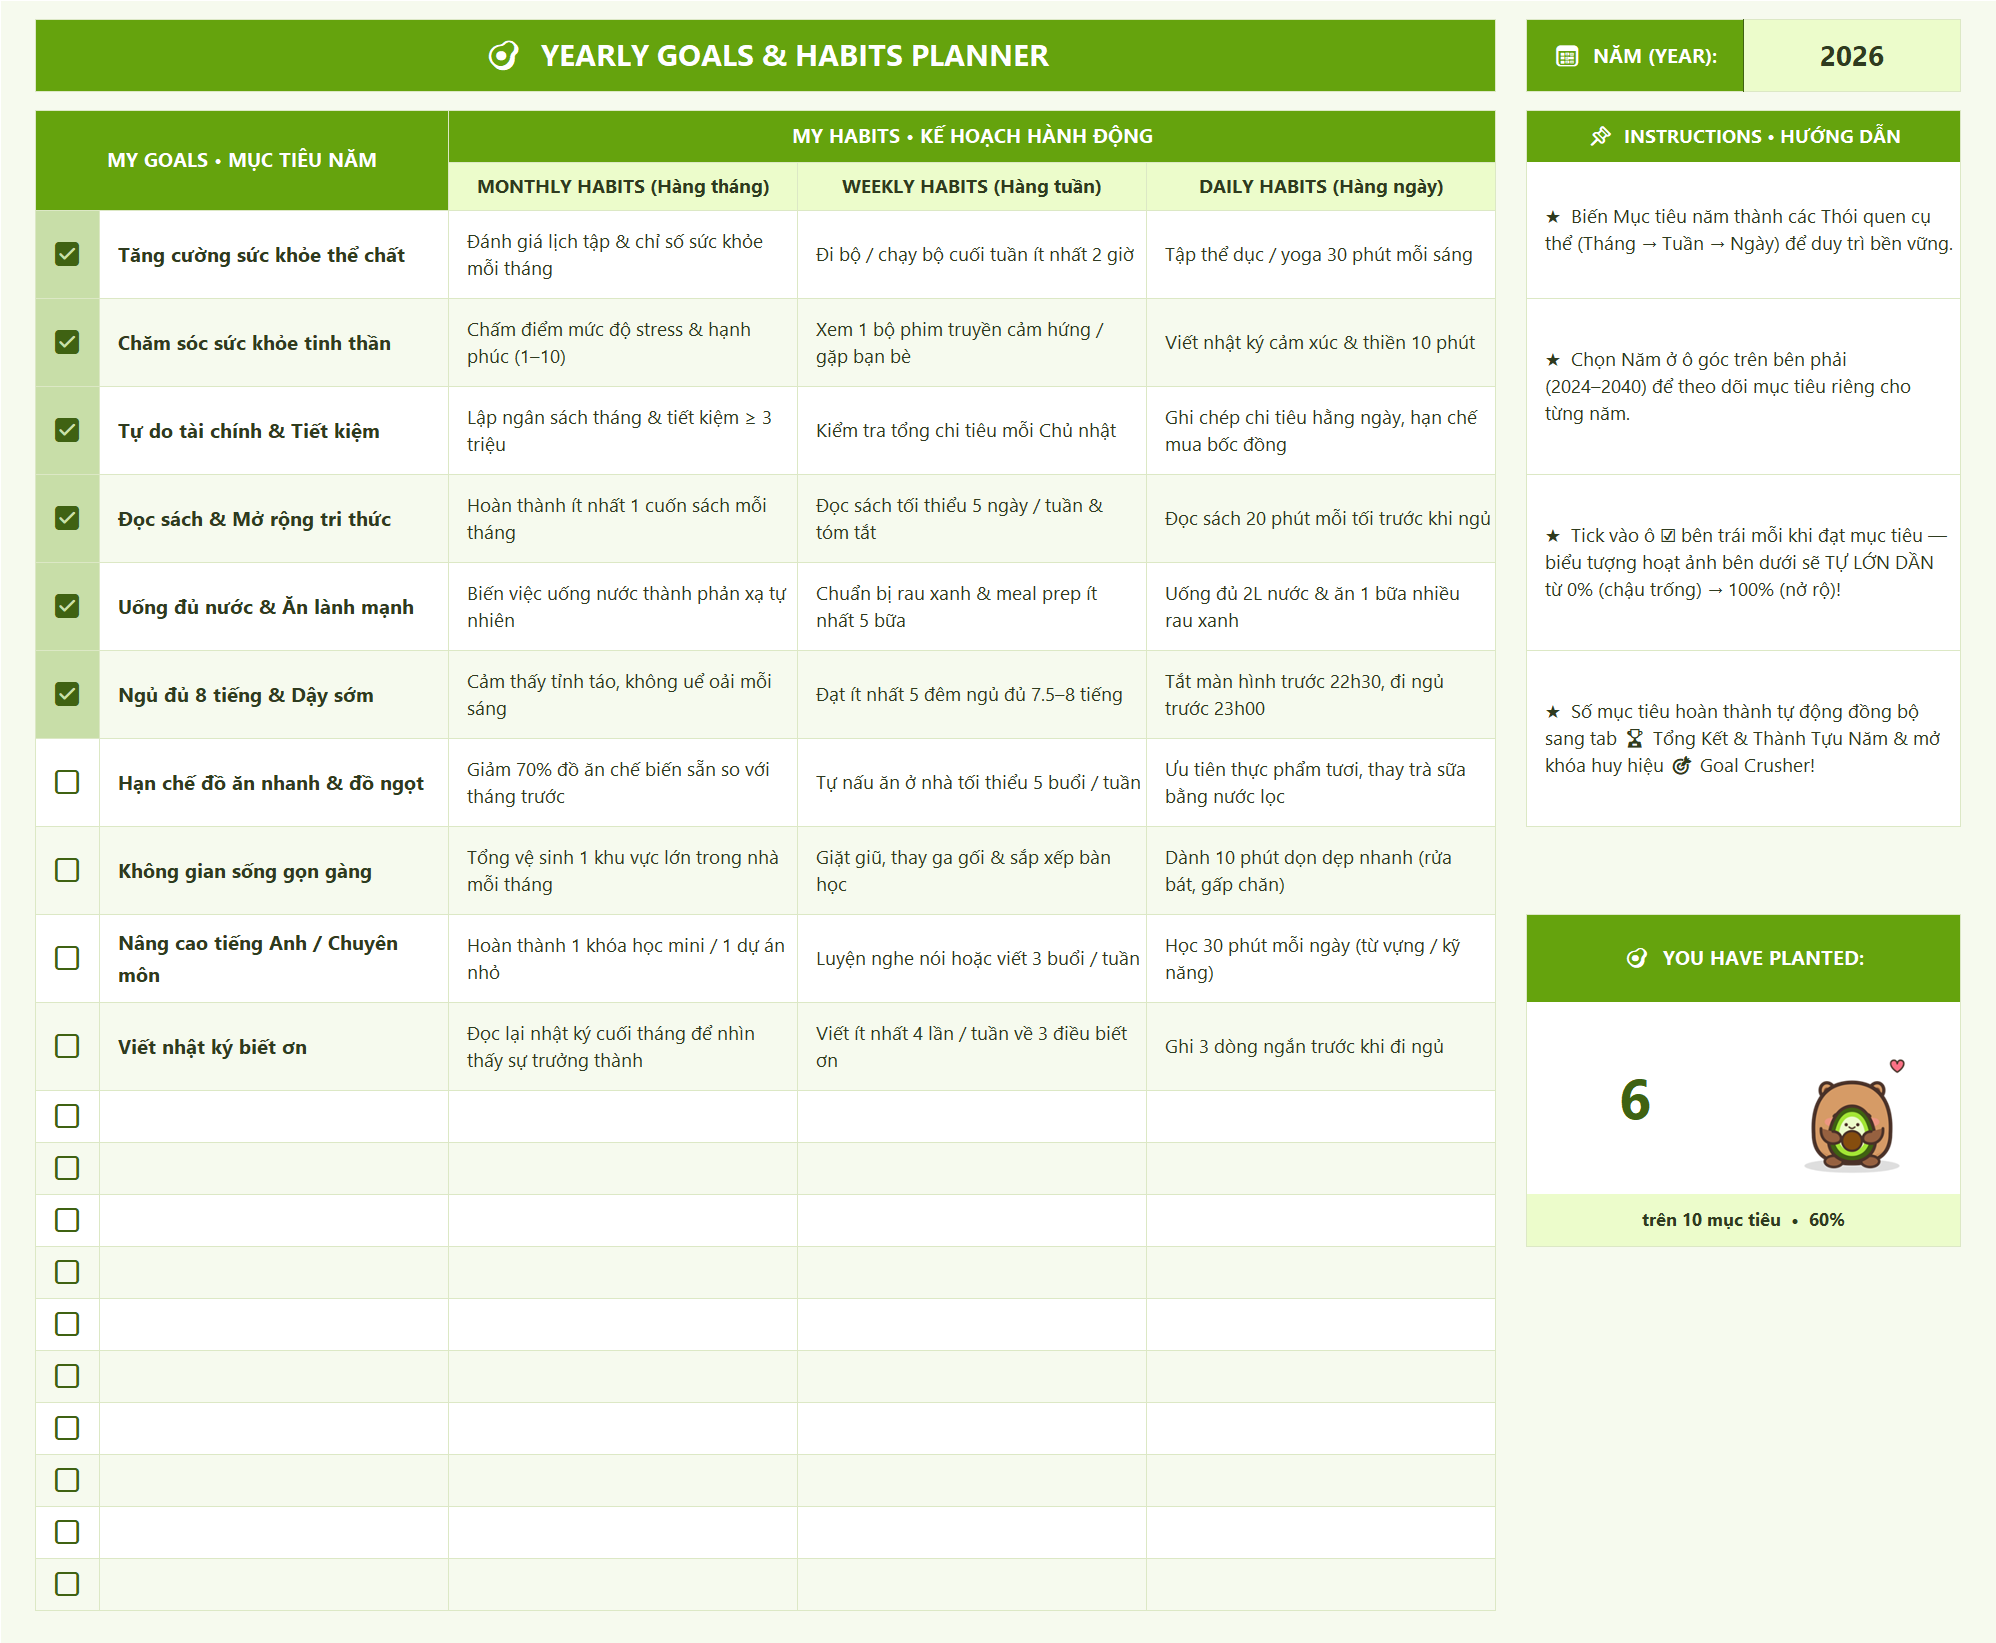 YEARLY GOALS & HABITS PLANNER
NĂM (YEAR):
2026
MY GOALS • MỤC TIÊU NĂM
MY HABITS • KẾ HOẠCH HÀNH ĐỘNG
MONTHLY HABITS (Hàng tháng)
WEEKLY HABITS (Hàng tuần)
DAILY HABITS (Hàng ngày)
Tăng cường sức khỏe thể chất
Đánh giá lịch tập & chỉ số sức khỏe
mỗi tháng
Đi bộ / chạy bộ cuối tuần ít nhất 2 giờ
Tập thể dục / yoga 30 phút mỗi sáng
Chăm sóc sức khỏe tinh thần
Chấm điểm mức độ stress & hạnh
phúc (1–10)
Xem 1 bộ phim truyền cảm hứng /
gặp bạn bè
Viết nhật ký cảm xúc & thiền 10 phút
Tự do tài chính & Tiết kiệm
Lập ngân sách tháng & tiết kiệm ≥ 3
triệu
Kiểm tra tổng chi tiêu mỗi Chủ nhật
Ghi chép chi tiêu hằng ngày, hạn chế
mua bốc đồng
Đọc sách & Mở rộng tri thức
Hoàn thành ít nhất 1 cuốn sách mỗi
tháng
Đọc sách tối thiểu 5 ngày / tuần &
tóm tắt
Đọc sách 20 phút mỗi tối trước khi ngủ
Uống đủ nước & Ăn lành mạnh
Biến việc uống nước thành phản xạ tự
nhiên
Chuẩn bị rau xanh & meal prep ít
nhất 5 bữa
Uống đủ 2L nước & ăn 1 bữa nhiều
rau xanh
Ngủ đủ 8 tiếng & Dậy sớm
Cảm thấy tỉnh táo, không uể oải mỗi
sáng
Đạt ít nhất 5 đêm ngủ đủ 7.5–8 tiếng
Tắt màn hình trước 22h30, đi ngủ
trước 23h00
Hạn chế đồ ăn nhanh & đồ ngọt
Giảm 70% đồ ăn chế biến sẵn so với
tháng trước
Tự nấu ăn ở nhà tối thiểu 5 buổi / tuần
Ưu tiên thực phẩm tươi, thay trà sữa
bằng nước lọc
Không gian sống gọn gàng
Tổng vệ sinh 1 khu vực lớn trong nhà
mỗi tháng
Giặt giũ, thay ga gối & sắp xếp bàn
học
Dành 10 phút dọn dẹp nhanh (rửa
bát, gấp chăn)
Nâng cao tiếng Anh / Chuyên
môn
Hoàn thành 1 khóa học mini / 1 dự án
nhỏ
Luyện nghe nói hoặc viết 3 buổi / tuần
Học 30 phút mỗi ngày (từ vựng / kỹ
năng)
Viết nhật ký biết ơn
Đọc lại nhật ký cuối tháng để nhìn
thấy sự trưởng thành
Viết ít nhất 4 lần / tuần về 3 điều biết
ơn
Ghi 3 dòng ngắn trước khi đi ngủ
INSTRUCTIONS • HƯỚNG DẪN
★ Biến Mục tiêu năm thành các Thói quen cụ
thể (Tháng → Tuần → Ngày) để duy trì bền vững.
★ Chọn Năm ở ô góc trên bên phải
(2024–2040) để theo dõi mục tiêu riêng cho
từng năm.
★ Tick vào ô ☑ bên trái mỗi khi đạt mục tiêu —
biểu tượng hoạt ảnh bên dưới sẽ TỰ LỚN DẦN
từ 0% (chậu trống) → 100% (nở rộ)!
★ Số mục tiêu hoàn thành tự động đồng bộ
sang tab 🏆 Tổng Kết & Thành Tựu Năm & mở
khóa huy hiệu 🎯 Goal Crusher!
YOU HAVE PLANTED:
6
trên 10 mục tiêu • 60%